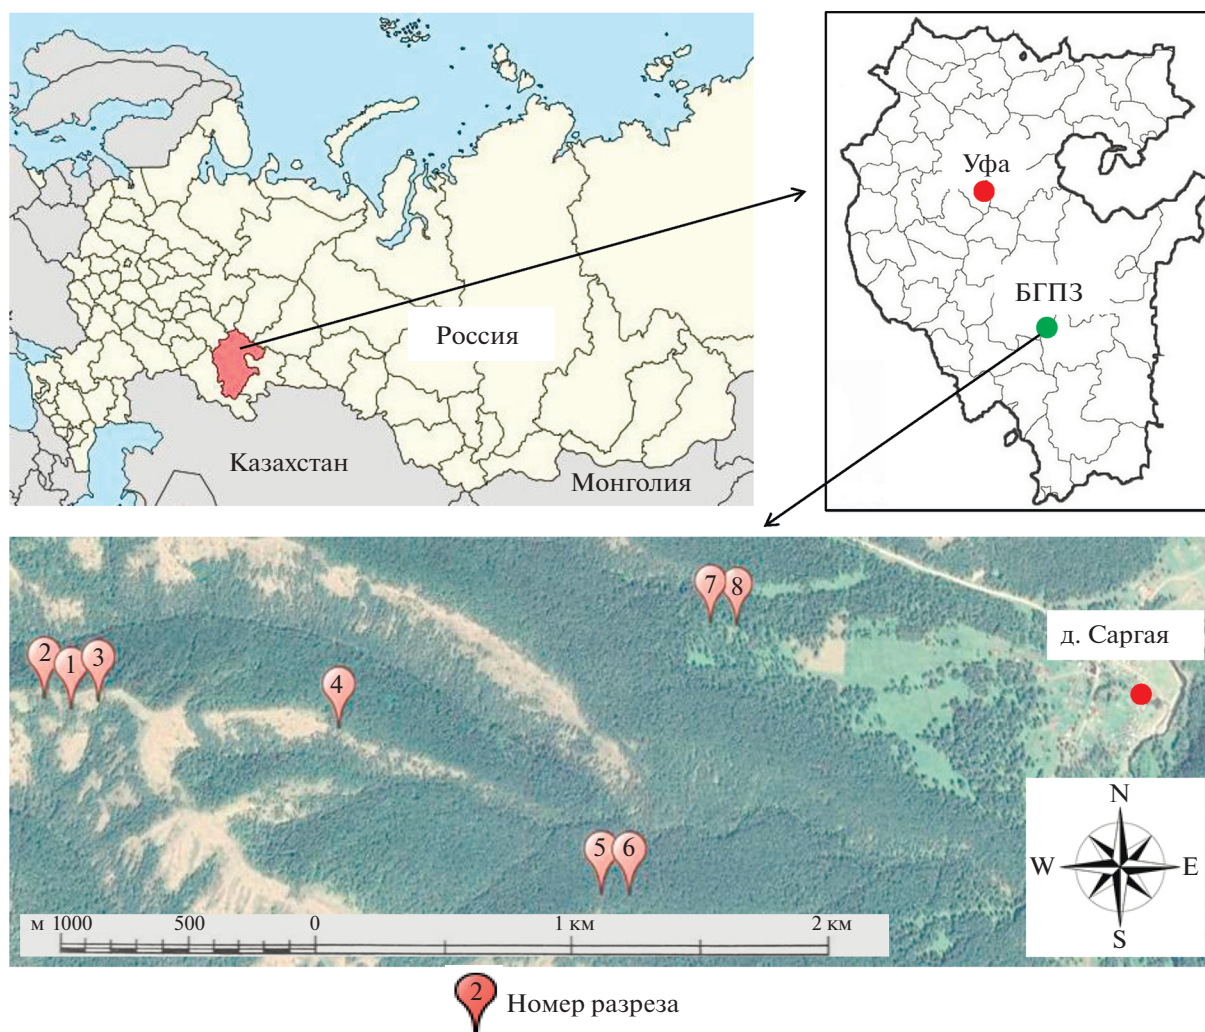 Россия
Казахстан
Монголия
Уфа
БГПЗ
7 8
2 1 3
4
д. Саргая
5 6
N
W E
S
м 1000 500 0 1 км 2 км
2 Номер разреза